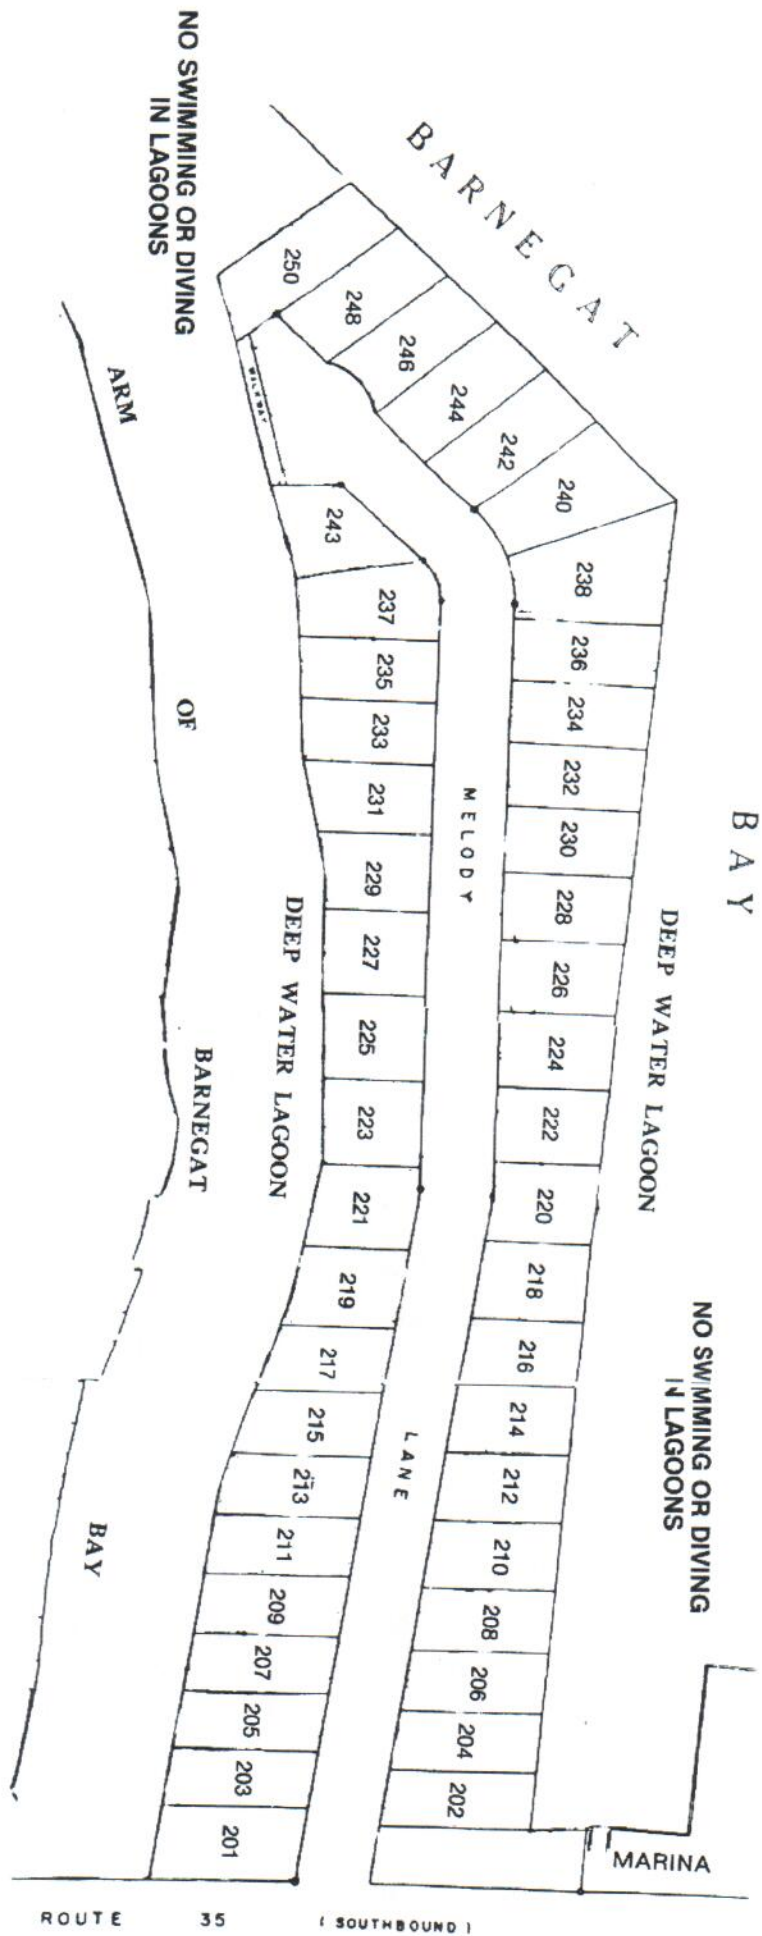 NO SWIMMING OR DIVING
IN LAGOONS
BARNEGAT
BAY
250
248
246
244
242
240
238
236
234
232
230
228
226
224
222
220
218
216
214
212
210
208
206
204
202
WALKWAY
243
237
235
233
231
229
227
225
223
221
219
217
215
213
211
209
207
205
203
201
MELODY
LANE
DEEP WATER LAGOON
DEEP WATER LAGOON
ARM
OF
BARNEGAT
BAY
NO SWIMMING OR DIVING
IN LAGOONS
MARINA
ROUTE 35 (SOUTHBOUND)